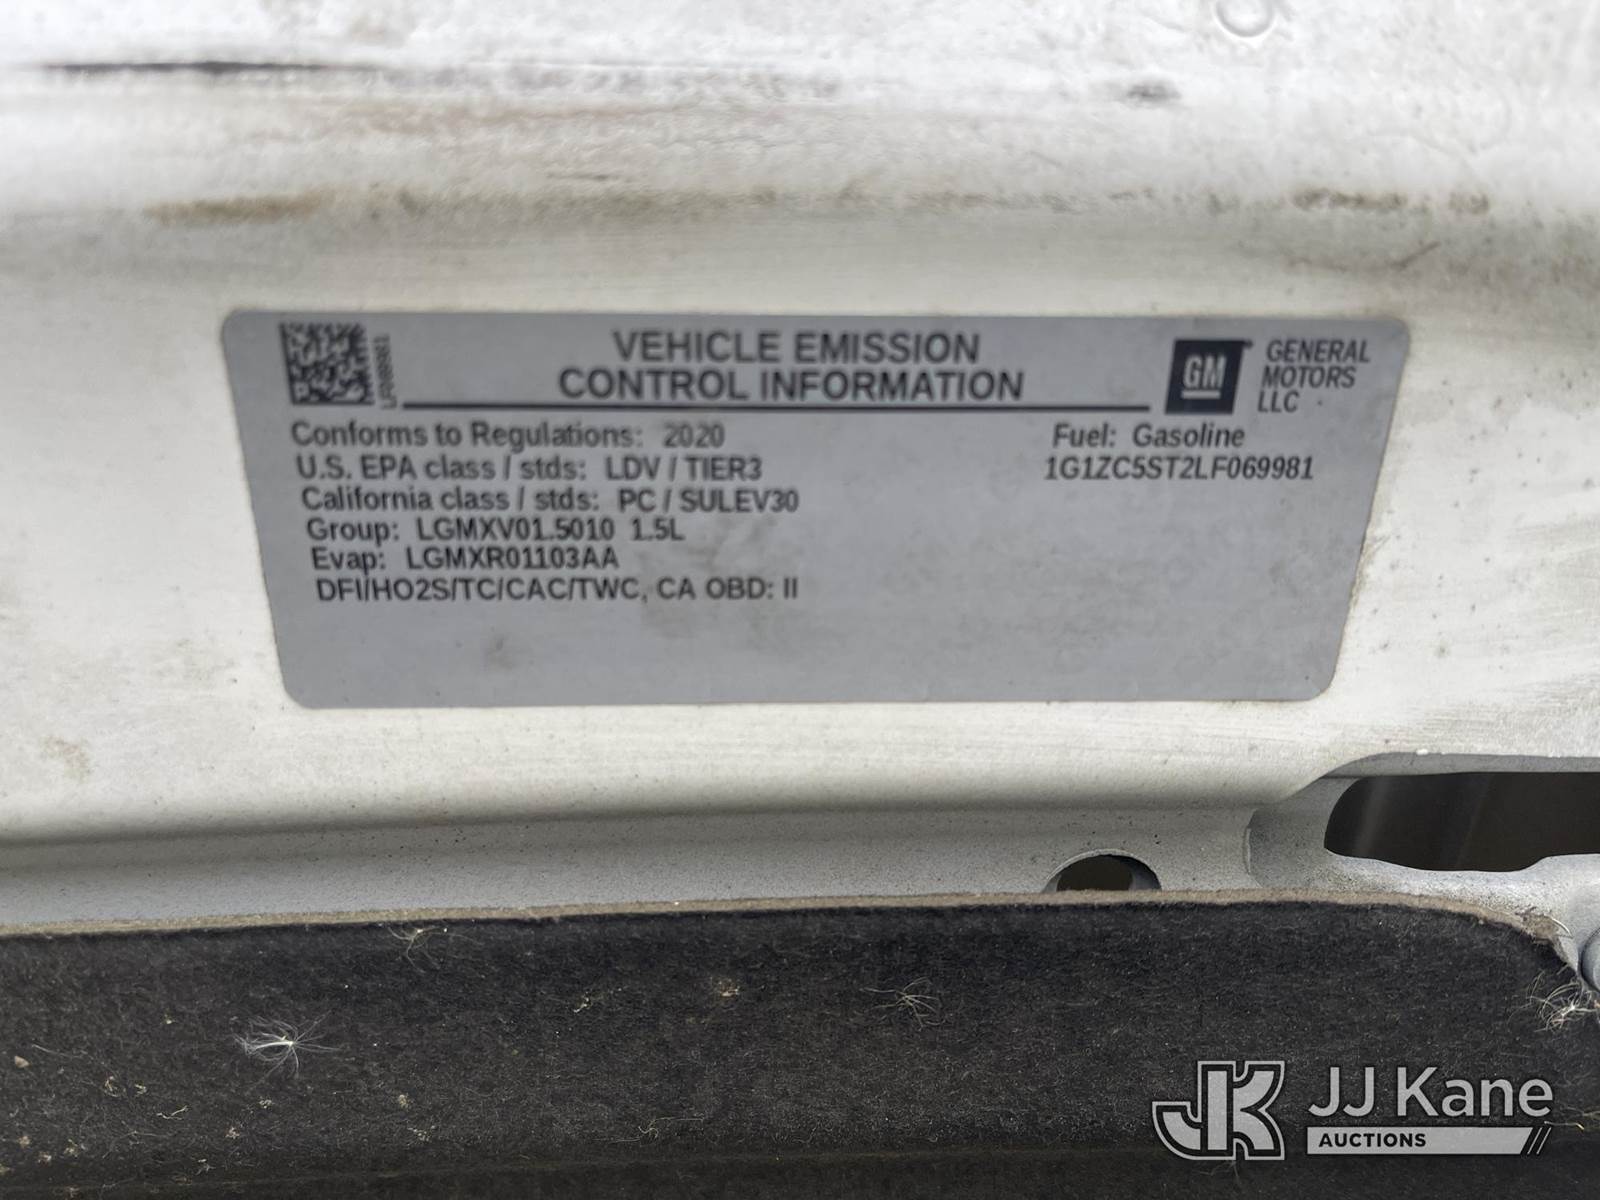 VEHICLE EMISSION
CONTROL INFORMATION
GM
GENERAL
MOTORS
LLC
Conforms to Regulations: 2020
U.S. EPA class / stds: LDV / TIER3
California class / stds: PC / SULEV30
Group: LGMXV01.5010 1.5L
Evap: LGMXR01103AA
DFI/HO2S/TC/CAC/TWC, CA OBD: II
Fuel: Gasoline
1G1ZC5ST2LF069981
JK
JJ Kane
AUCTIONS